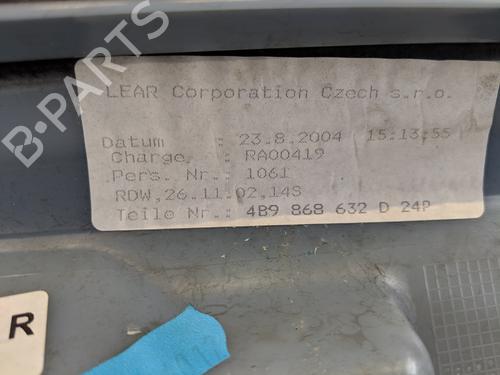 B-PARTS
LEAR Corporation Czech s.r.o.
Datum : 23.8.2004 15:13:55
Charge : RA00419
Pers. Nr.: 1061
RDW,26.11.02,14S
Teile Nr.: 4B9 868 632 D 24P
R